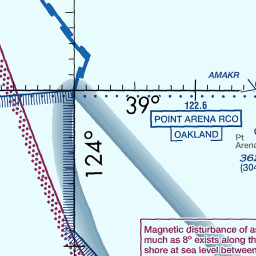 AMAKR
39°
122.6
POINT ARENA RCO
OAKLAND
Pt
Arena
362
(304
124°
Magnetic disturbance of as
much as 8° exists along th
shore at sea level between